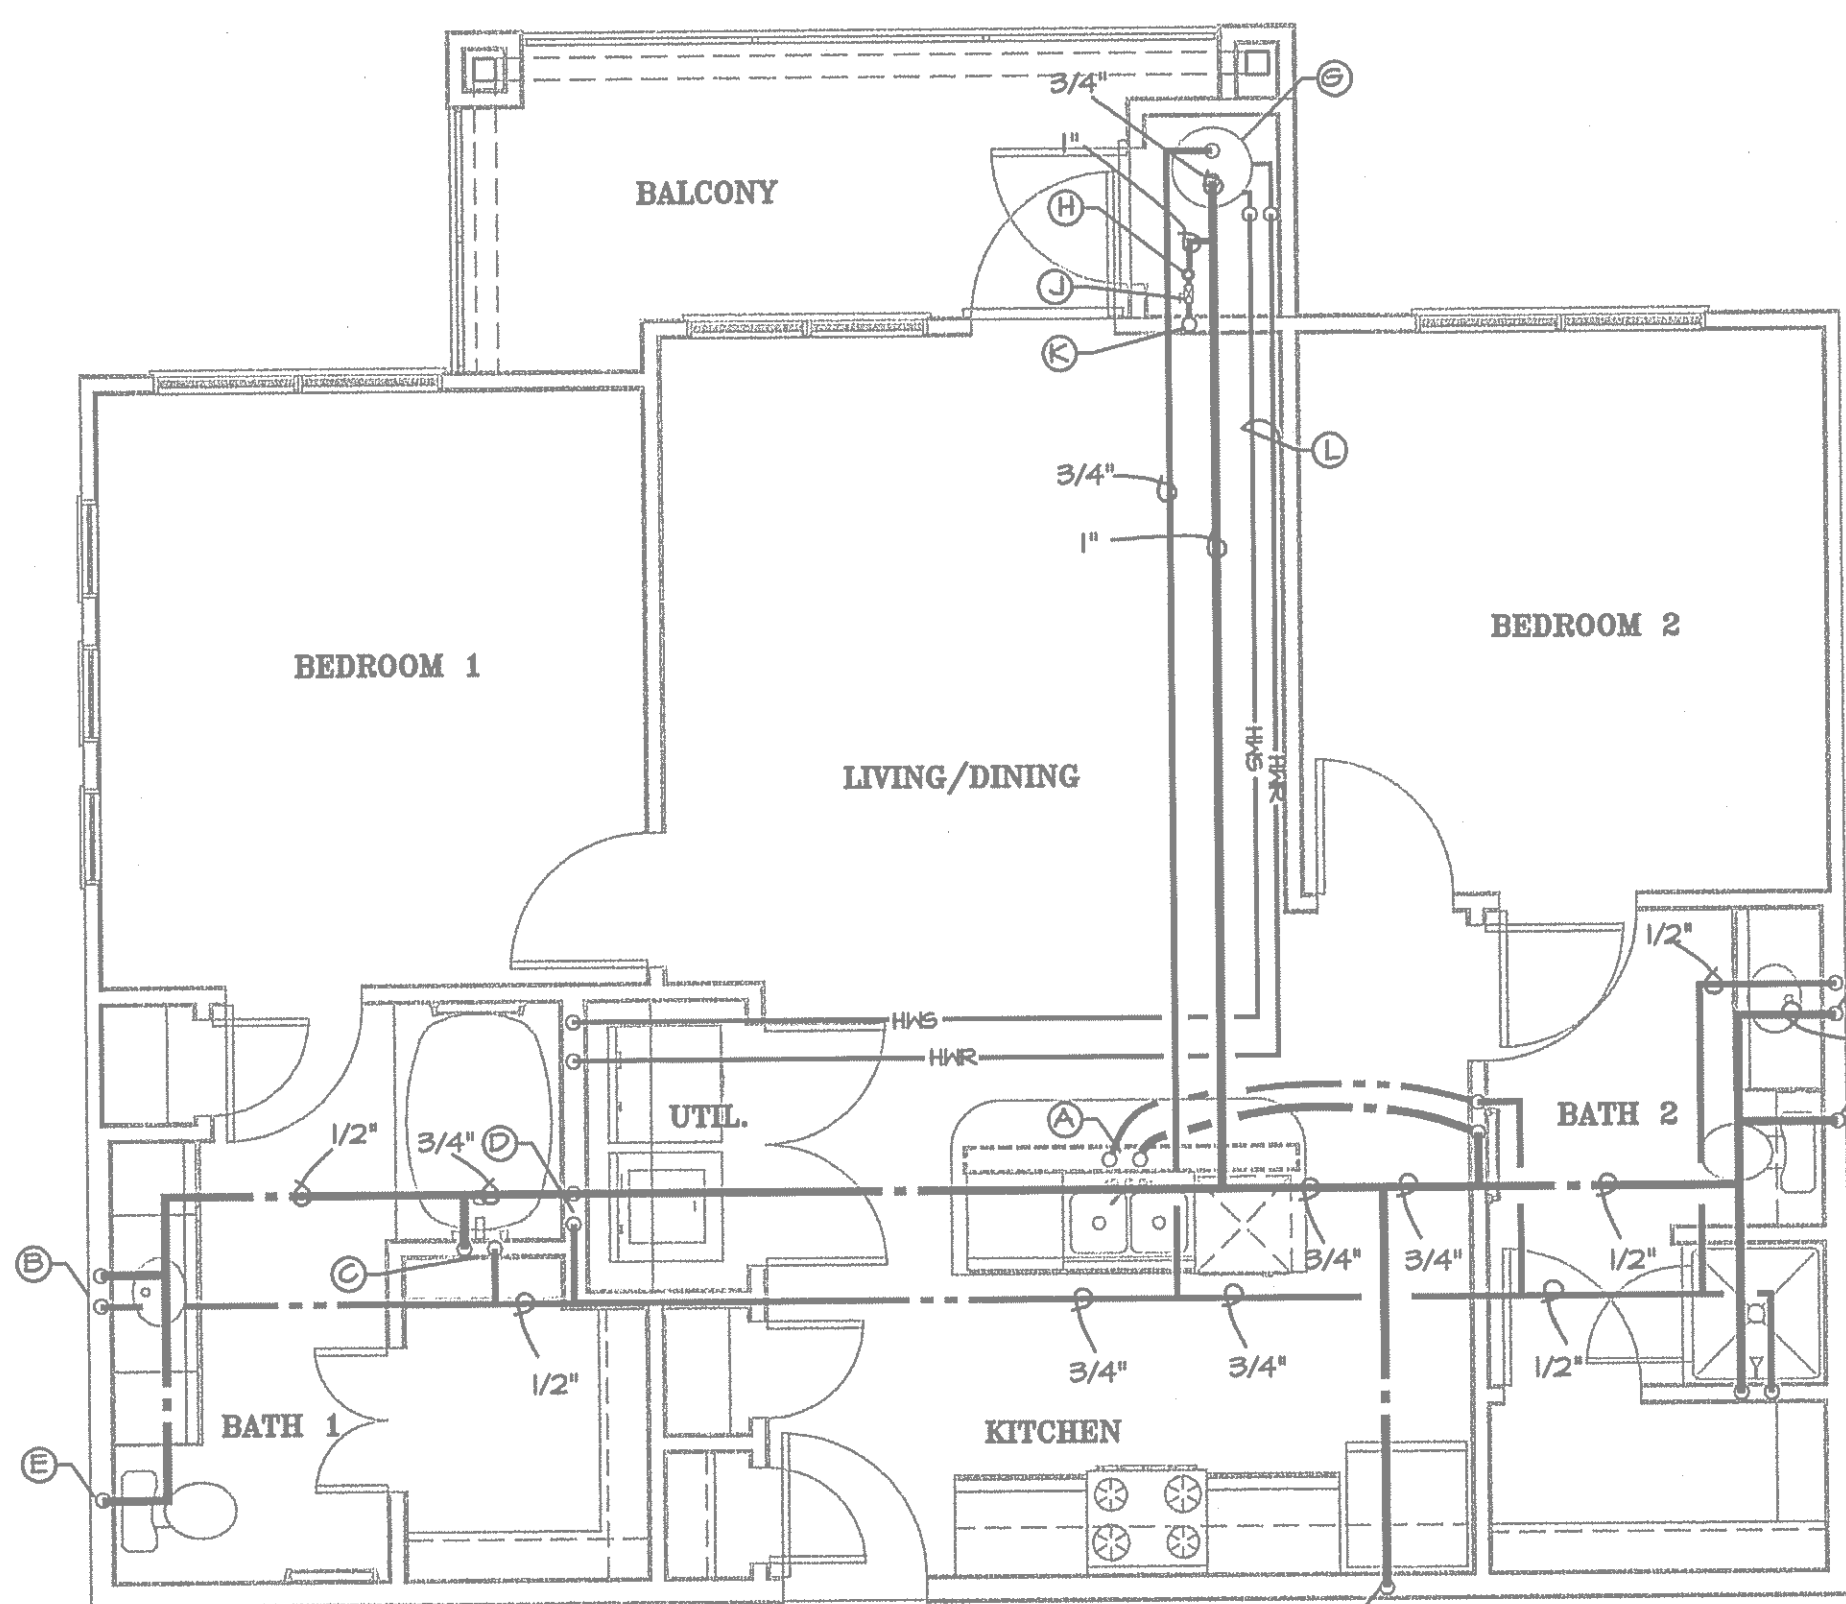 3/4"
G
1"
BALCONY
H
J
K
L
3/4"
1"
BEDROOM 2
BEDROOM 1
HWS
HWR
LIVING/DINING
1/2"
HWS
HWR
A
UTIL.
BATH 2
1/2"
3/4"
D
B
C
3/4"
3/4"
1/2"
1/2"
3/4"
3/4"
1/2"
BATH 1
KITCHEN
E